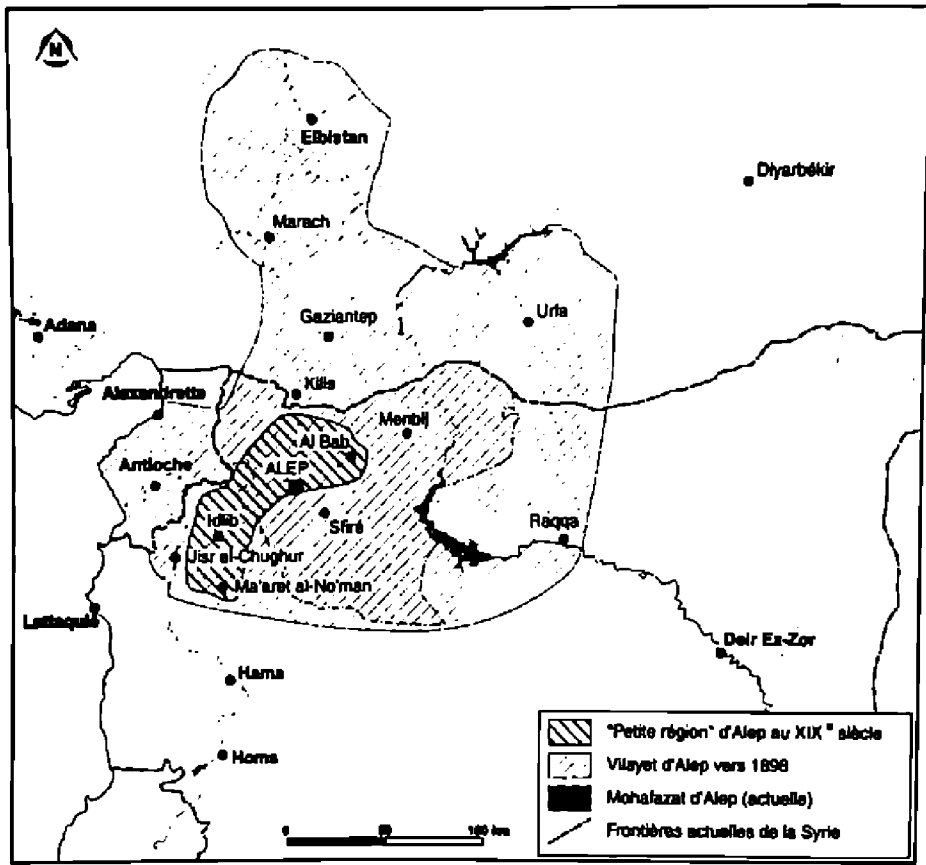 N
Elbistan
Diyarbékir
Marach
Gaziantep
Urfa
Adana
Kilis
Alexandrette
Menbij
Al Bab
ALEP
Antioche
Idlib
Sfiré
Raqqa
Jisr al-Chughur
Ma'aret al-No'man
Lattaquié
Deir Ez-Zor
Hama
Homs
"Petite région" d'Alep au XIXe siècle
Vilayet d'Alep vers 1898
Mohafazat d'Alep (actuelle)
Frontières actuelles de la Syrie
0 50 100 km